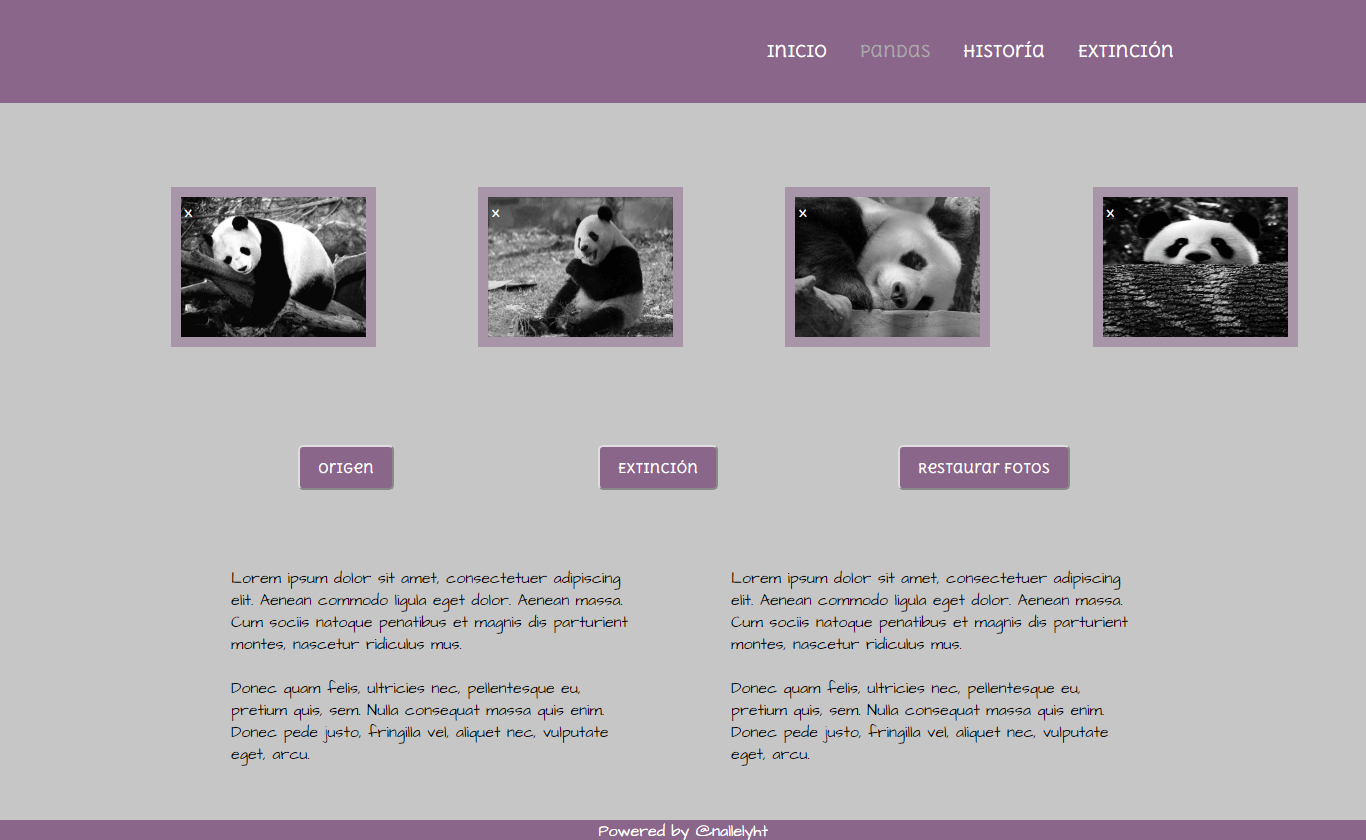 Inicio Pandas Historía Extinción
x x x x
Origen Extinción Restaurar Fotos
Lorem ipsum dolor sit amet, consectetuer adipiscing
elit. Aenean commodo ligula eget dolor. Aenean massa.
Cum sociis natoque penatibus et magnis dis parturient
montes, nascetur ridiculus mus.
Donec quam felis, ultricies nec, pellentesque eu,
pretium quis, sem. Nulla consequat massa quis enim.
Donec pede justo, fringilla vel, aliquet nec, vulputate
eget, arcu.
Lorem ipsum dolor sit amet, consectetuer adipiscing
elit. Aenean commodo ligula eget dolor. Aenean massa.
Cum sociis natoque penatibus et magnis dis parturient
montes, nascetur ridiculus mus.
Donec quam felis, ultricies nec, pellentesque eu,
pretium quis, sem. Nulla consequat massa quis enim.
Donec pede justo, fringilla vel, aliquet nec, vulputate
eget, arcu.
Powered by @nallelyht